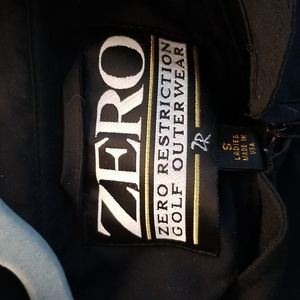 ZERO
ZERO RESTRICTION
GOLF OUTERWEAR
ZR
S
LADIES
MADE IN
USA